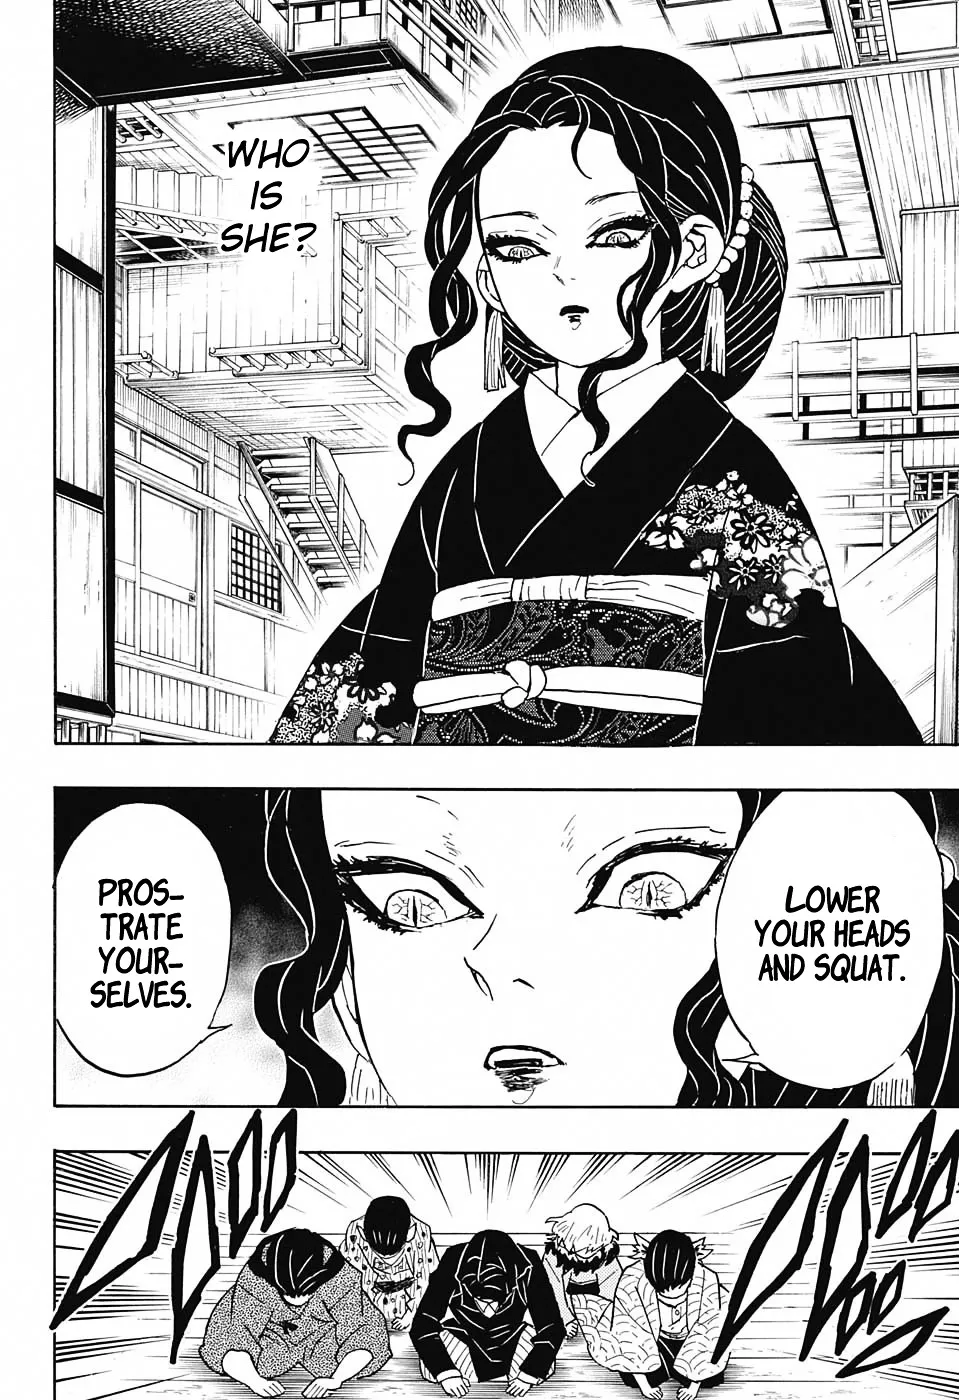 WHO
IS
SHE?
LOWER
YOUR HEADS
AND SQUAT.
PROS-
TRATE
YOUR-
SELVES.